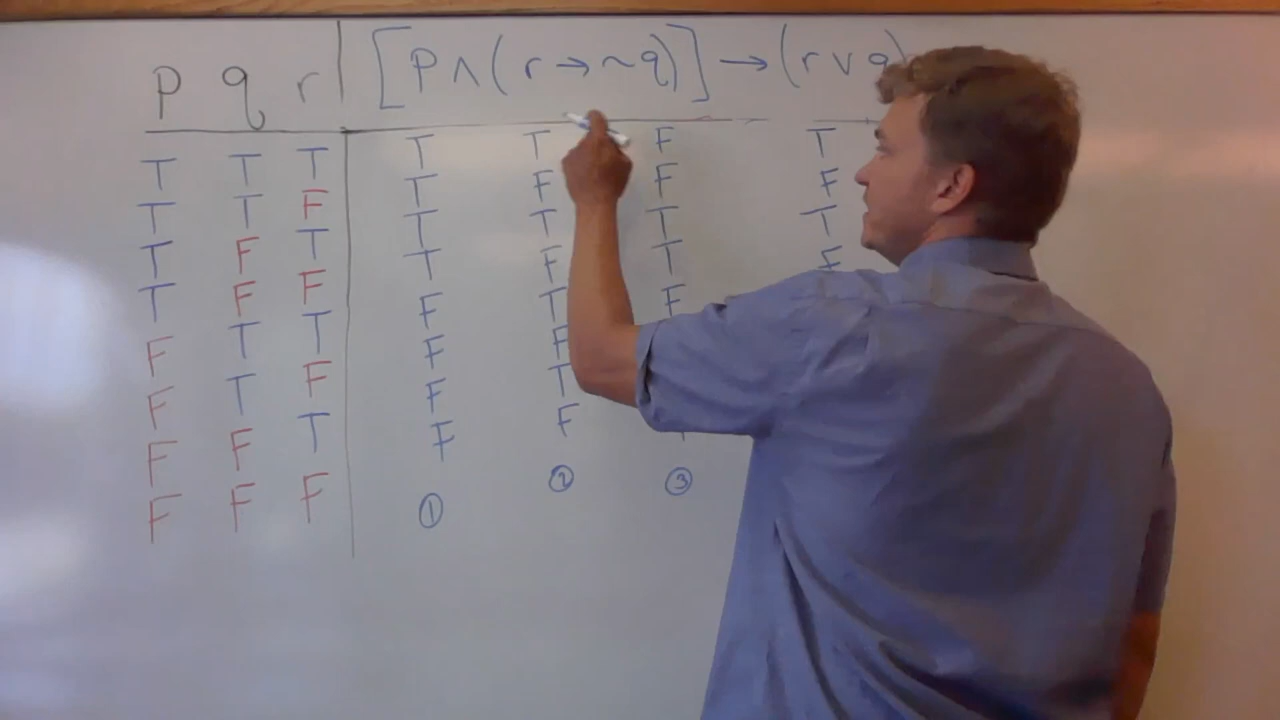 p q r [p ∧ (r → ~q)] → (r ∨ q)
T T T T T F T
T T F T F F F
T F T T T T T
T F F T F T F
F T T F T F
F T F F F
F F T F T
F F F F F
① ② ③